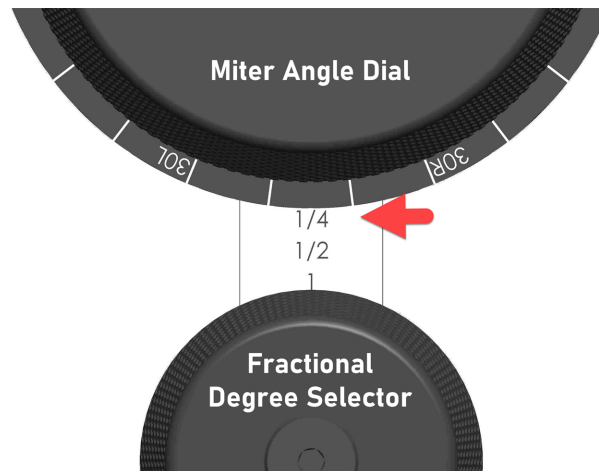 Miter Angle Dial
30L
30R
1/4
1/2
1
Fractional
Degree Selector